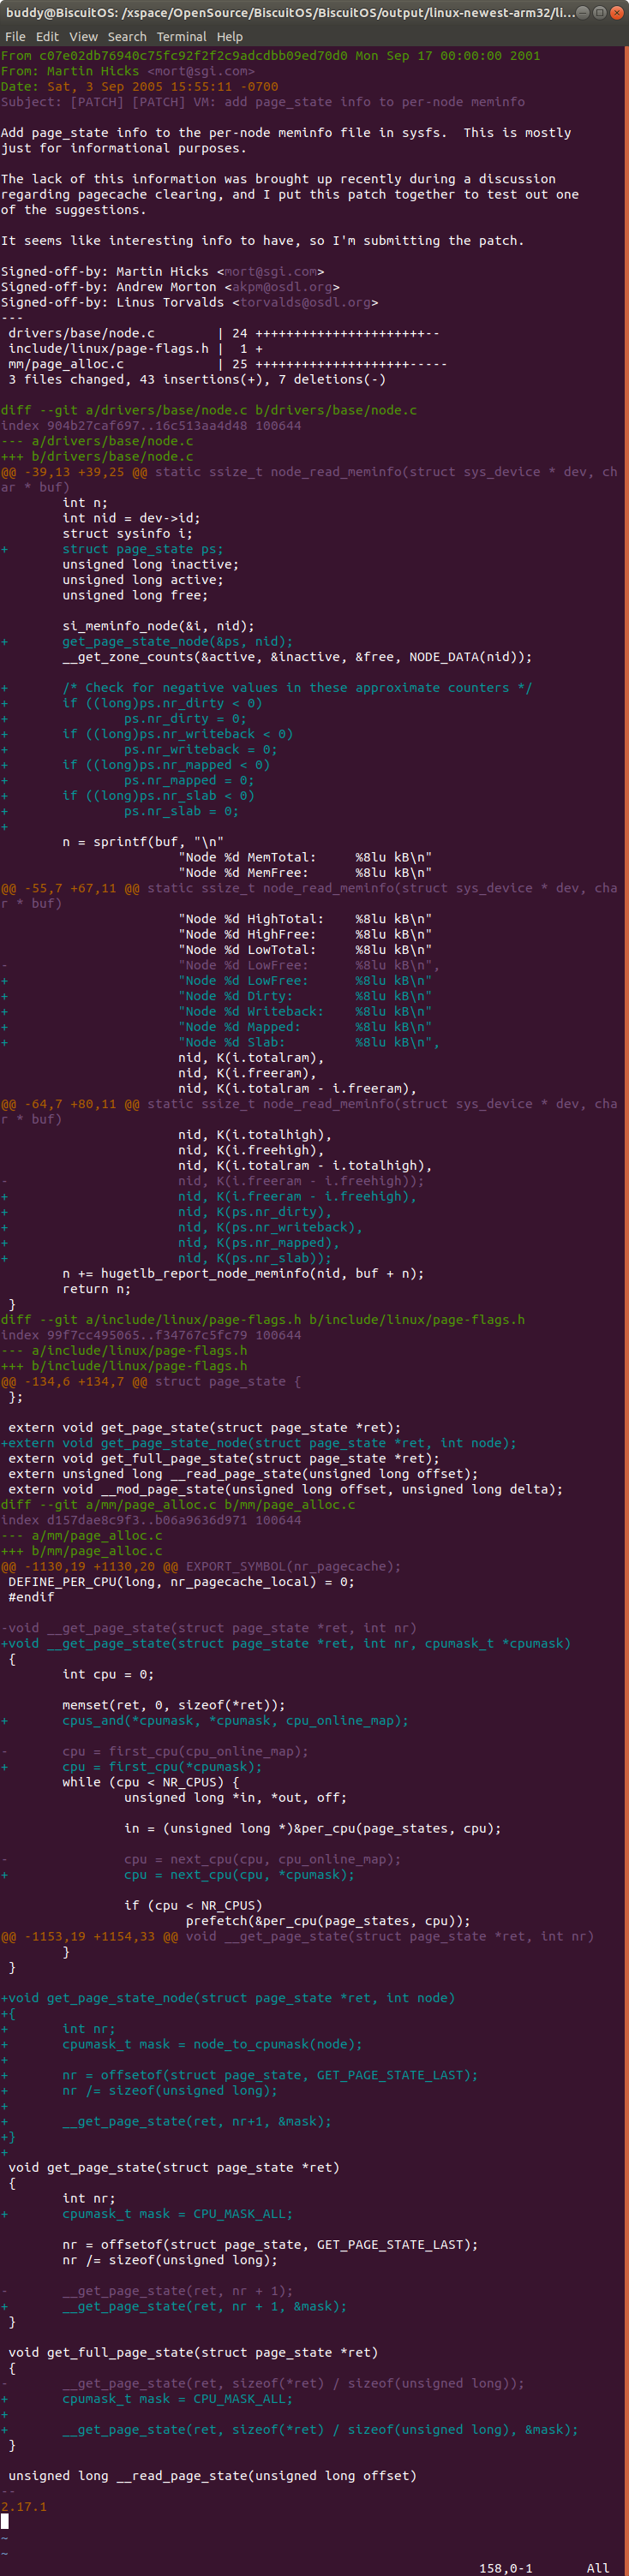 buddy@BiscuitOS: /xspace/OpenSource/BiscuitOS/BiscuitOS/output/linux-newest-arm32/li...
File Edit View Search Terminal Help
From c07e02db76940c75fc92f2f2c9adcdbb09ed70d0 Mon Sep 17 00:00:00 2001
From: Martin Hicks <mort@sgi.com>
Date: Sat, 3 Sep 2005 15:55:11 -0700
Subject: [PATCH] [PATCH] VM: add page_state info to per-node meminfo

Add page_state info to the per-node meminfo file in sysfs.  This is mostly
just for informational purposes.

The lack of this information was brought up recently during a discussion
regarding pagecache clearing, and I put this patch together to test out one
of the suggestions.

It seems like interesting info to have, so I'm submitting the patch.

Signed-off-by: Martin Hicks <mort@sgi.com>
Signed-off-by: Andrew Morton <akpm@osdl.org>
Signed-off-by: Linus Torvalds <torvalds@osdl.org>
---
 drivers/base/node.c        | 24 ++++++++++++++++++++++--
 include/linux/page-flags.h |  1 +
 mm/page_alloc.c            | 25 ++++++++++++++++++++-----
 3 files changed, 43 insertions(+), 7 deletions(-)

diff --git a/drivers/base/node.c b/drivers/base/node.c
index 904b27caf697..16c513aa4d48 100644
--- a/drivers/base/node.c
+++ b/drivers/base/node.c
@@ -39,13 +39,25 @@ static ssize_t node_read_meminfo(struct sys_device * dev, ch
ar * buf)
        int n;
        int nid = dev->id;
        struct sysinfo i;
+       struct page_state ps;
        unsigned long inactive;
        unsigned long active;
        unsigned long free;

        si_meminfo_node(&i, nid);
+       get_page_state_node(&ps, nid);
        __get_zone_counts(&active, &inactive, &free, NODE_DATA(nid));

+       /* Check for negative values in these approximate counters */
+       if ((long)ps.nr_dirty < 0)
+               ps.nr_dirty = 0;
+       if ((long)ps.nr_writeback < 0)
+               ps.nr_writeback = 0;
+       if ((long)ps.nr_mapped < 0)
+               ps.nr_mapped = 0;
+       if ((long)ps.nr_slab < 0)
+               ps.nr_slab = 0;
+
        n = sprintf(buf, "\n"
                       "Node %d MemTotal:     %8lu kB\n"
                       "Node %d MemFree:      %8lu kB\n"
@@ -55,7 +67,11 @@ static ssize_t node_read_meminfo(struct sys_device * dev, cha
r * buf)
                       "Node %d HighTotal:    %8lu kB\n"
                       "Node %d HighFree:     %8lu kB\n"
                       "Node %d LowTotal:     %8lu kB\n"
-                      "Node %d LowFree:      %8lu kB\n",
+                      "Node %d LowFree:      %8lu kB\n"
+                      "Node %d Dirty:        %8lu kB\n"
+                      "Node %d Writeback:    %8lu kB\n"
+                      "Node %d Mapped:       %8lu kB\n"
+                      "Node %d Slab:         %8lu kB\n",
                       nid, K(i.totalram),
                       nid, K(i.freeram),
                       nid, K(i.totalram - i.freeram),
@@ -64,7 +80,11 @@ static ssize_t node_read_meminfo(struct sys_device * dev, cha
r * buf)
                       nid, K(i.totalhigh),
                       nid, K(i.freehigh),
                       nid, K(i.totalram - i.totalhigh),
-                      nid, K(i.freeram - i.freehigh));
+                      nid, K(i.freeram - i.freehigh),
+                      nid, K(ps.nr_dirty),
+                      nid, K(ps.nr_writeback),
+                      nid, K(ps.nr_mapped),
+                      nid, K(ps.nr_slab));
        n += hugetlb_report_node_meminfo(nid, buf + n);
        return n;
 }
diff --git a/include/linux/page-flags.h b/include/linux/page-flags.h
index 99f7cc495065..f34767c5fc79 100644
--- a/include/linux/page-flags.h
+++ b/include/linux/page-flags.h
@@ -134,6 +134,7 @@ struct page_state {
 };

 extern void get_page_state(struct page_state *ret);
+extern void get_page_state_node(struct page_state *ret, int node);
 extern void get_full_page_state(struct page_state *ret);
 extern unsigned long __read_page_state(unsigned long offset);
 extern void __mod_page_state(unsigned long offset, unsigned long delta);
diff --git a/mm/page_alloc.c b/mm/page_alloc.c
index d157dae8c9f3..b06a9636d971 100644
--- a/mm/page_alloc.c
+++ b/mm/page_alloc.c
@@ -1130,19 +1130,20 @@ EXPORT_SYMBOL(nr_pagecache);
 DEFINE_PER_CPU(long, nr_pagecache_local) = 0;
 #endif

-void __get_page_state(struct page_state *ret, int nr)
+void __get_page_state(struct page_state *ret, int nr, cpumask_t *cpumask)
 {
        int cpu = 0;

        memset(ret, 0, sizeof(*ret));
+       cpus_and(*cpumask, *cpumask, cpu_online_map);

-       cpu = first_cpu(cpu_online_map);
+       cpu = first_cpu(*cpumask);
        while (cpu < NR_CPUS) {
                unsigned long *in, *out, off;

                in = (unsigned long *)&per_cpu(page_states, cpu);

-               cpu = next_cpu(cpu, cpu_online_map);
+               cpu = next_cpu(cpu, *cpumask);

                if (cpu < NR_CPUS)
                        prefetch(&per_cpu(page_states, cpu));
@@ -1153,19 +1154,33 @@ void __get_page_state(struct page_state *ret, int nr)
        }
 }

+void get_page_state_node(struct page_state *ret, int node)
+{
+       int nr;
+       cpumask_t mask = node_to_cpumask(node);
+
+       nr = offsetof(struct page_state, GET_PAGE_STATE_LAST);
+       nr /= sizeof(unsigned long);
+
+       __get_page_state(ret, nr+1, &mask);
+}
+
 void get_page_state(struct page_state *ret)
 {
        int nr;
+       cpumask_t mask = CPU_MASK_ALL;

        nr = offsetof(struct page_state, GET_PAGE_STATE_LAST);
        nr /= sizeof(unsigned long);

-       __get_page_state(ret, nr + 1);
+       __get_page_state(ret, nr + 1, &mask);
 }

 void get_full_page_state(struct page_state *ret)
 {
-       __get_page_state(ret, sizeof(*ret) / sizeof(unsigned long));
+       cpumask_t mask = CPU_MASK_ALL;
+
+       __get_page_state(ret, sizeof(*ret) / sizeof(unsigned long), &mask);
 }

 unsigned long __read_page_state(unsigned long offset)
--
2.17.1

~
~
158,0-1       All